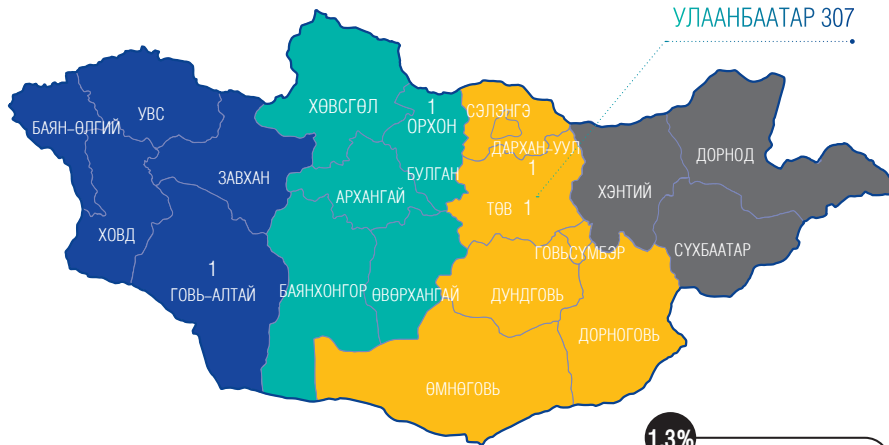 УЛААНБААТАР 307
ХӨВСГӨЛ
1
ОРХОН
СЭЛЭНГЭ
УВС
БАЯН-ӨЛГИЙ
ДАРХАН-УУЛ
1
ДОРНОД
ЗАВХАН
БУЛГАН
ХЭНТИЙ
АРХАНГАЙ
ТӨВ 1
ХОВД
ГОВЬСҮМБЭР
СҮХБААТАР
1
ГОВЬ-АЛТАЙ
БАЯНХОНГОР
ӨВӨРХАНГАЙ
ДУНДГОВЬ
ДОРНОГОВЬ
ӨМНӨГОВЬ
1.3%